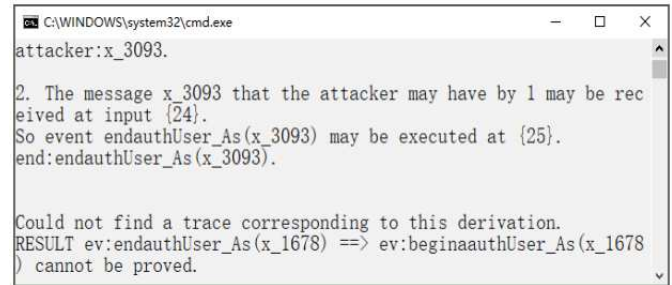 C:\WINDOWS\system32\cmd.exe
attacker:x_3093.
2. The message x_3093 that the attacker may have by 1 may be rec
eived at input {24}.
So event endauthUser_As(x_3093) may be executed at {25}.
end:endauthUser_As(x_3093).
Could not find a trace corresponding to this derivation.
RESULT ev:endauthUser_As(x_1678) ==> ev:beginaauthUser_As(x_1678
) cannot be proved.